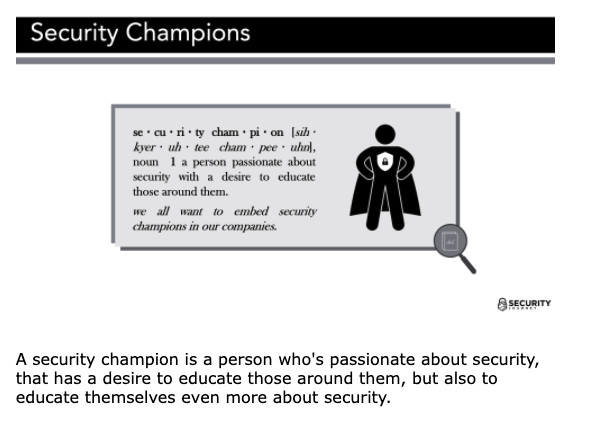 Security Champions
se · cu · ri · ty cham · pi · on [sih ·
kyer · uh · tee cham · pee · uhn],
noun 1 a person passionate about
security with a desire to educate
those around them.
we all want to embed security
champions in our companies.
SECURITY
JOURNEY
A security champion is a person who's passionate about security,
that has a desire to educate those around them, but also to
educate themselves even more about security.